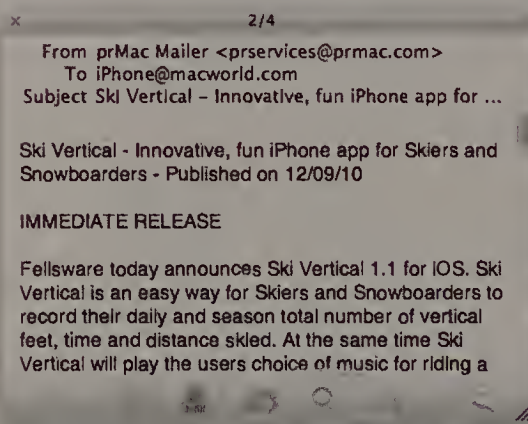 2/4
From prMac Mailer <prservices@prmac.com>
To iPhone@macworld.com
Subject Ski Vertical – Innovative, fun iPhone app for ...
Ski Vertical - Innovative, fun iPhone app for Skiers and
Snowboarders - Published on 12/09/10
IMMEDIATE RELEASE
Fellsware today announces Ski Vertical 1.1 for iOS. Ski
Vertical is an easy way for Skiers and Snowboarders to
record their daily and season total number of vertical
feet, time and distance skied. At the same time Ski
Vertical will play the users choice of music for riding a